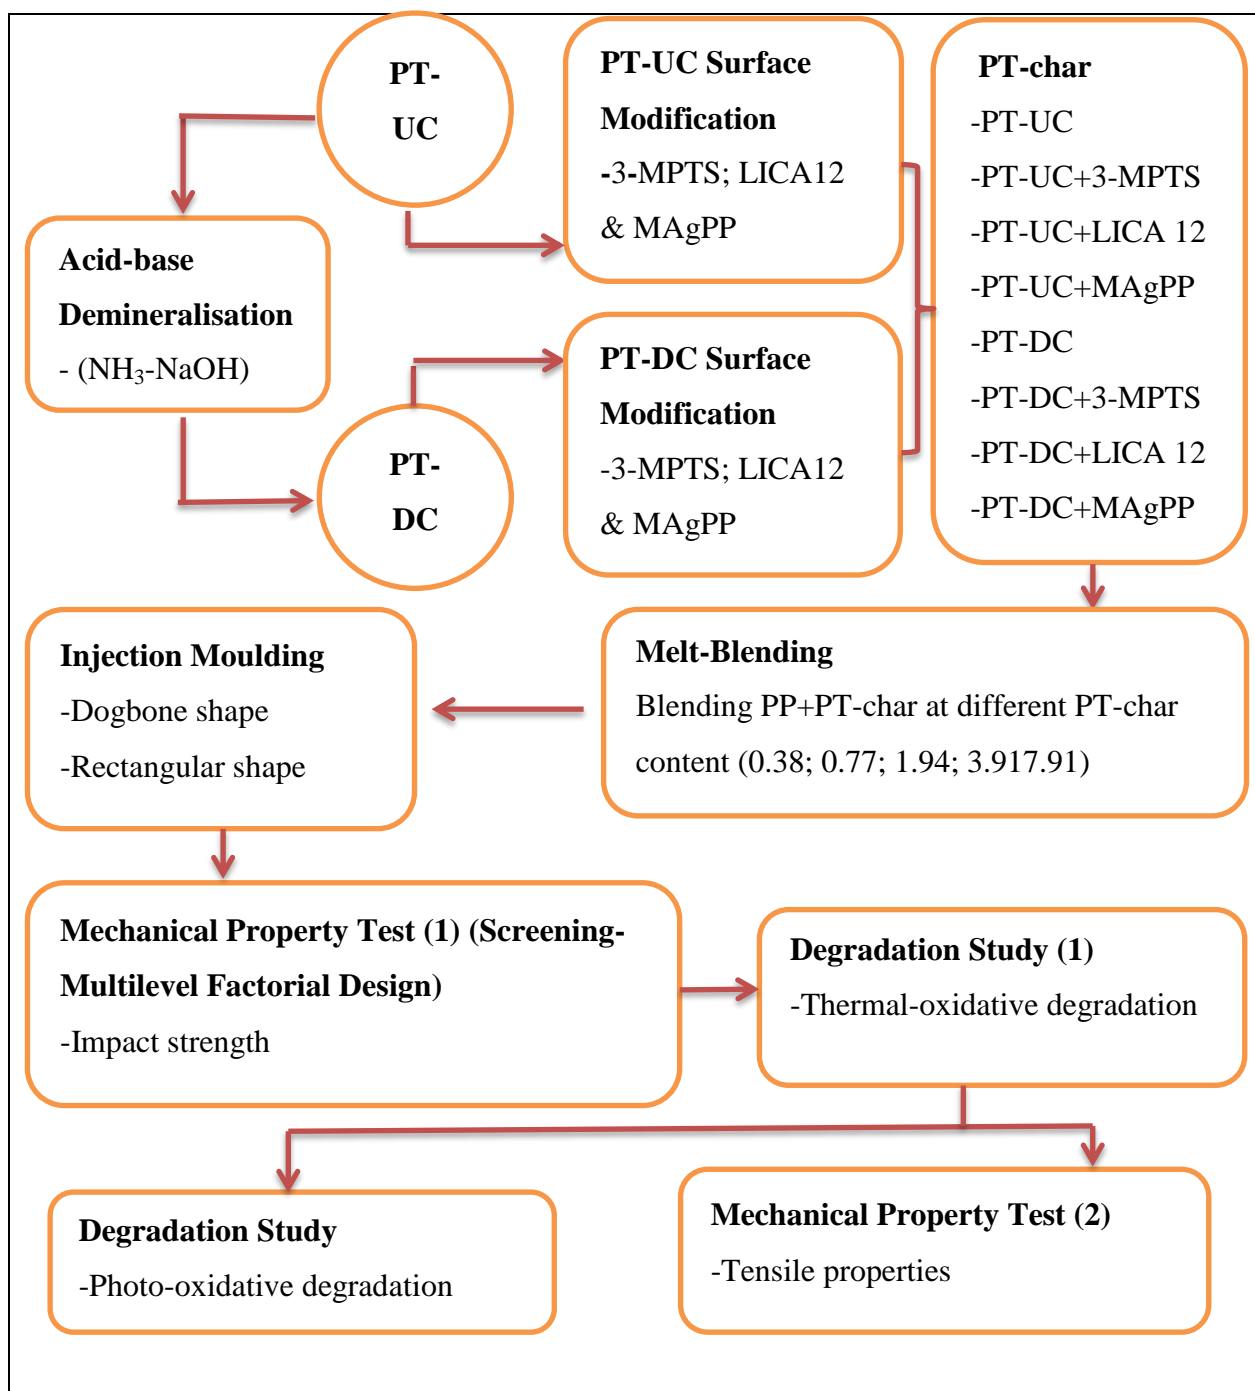 PT-
UC
PT-UC Surface
Modification
-3-MPTS; LICA12
& MAgPP
PT-char
-PT-UC
-PT-UC+3-MPTS
-PT-UC+LICA 12
-PT-UC+MAgPP
-PT-DC
-PT-DC+3-MPTS
-PT-DC+LICA 12
-PT-DC+MAgPP
Acid-base
Demineralisation
- (NH₃-NaOH)
PT-
DC
PT-DC Surface
Modification
-3-MPTS; LICA12
& MAgPP
Melt-Blending
Blending PP+PT-char at different PT-char
content (0.38; 0.77; 1.94; 3.917.91)
Injection Moulding
-Dogbone shape
-Rectangular shape
Mechanical Property Test (1) (Screening-
Multilevel Factorial Design)
-Impact strength
Degradation Study (1)
-Thermal-oxidative degradation
Degradation Study
-Photo-oxidative degradation
Mechanical Property Test (2)
-Tensile properties